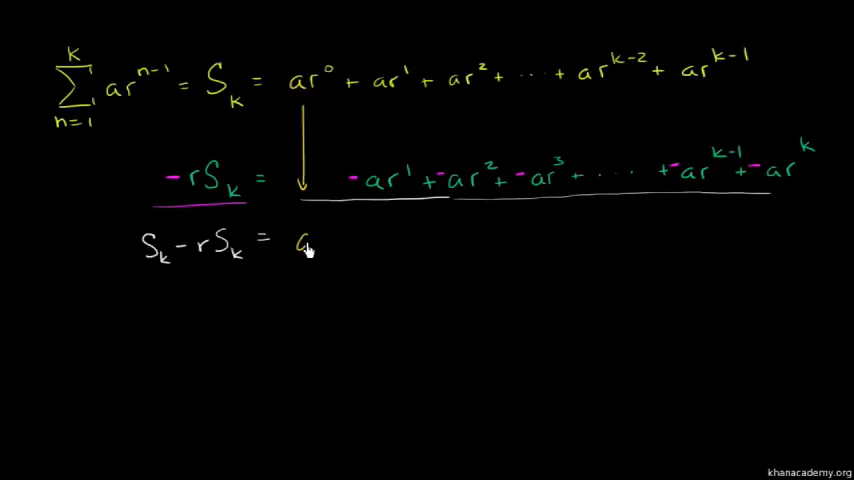 k
∑ ar^(n-1) = S_k = ar^0 + ar^1 + ar^2 + ... + ar^(k-2) + ar^(k-1)
n=1
-rS_k = -ar^1 + -ar^2 + -ar^3 + .... + -ar^(k-1) + -ar^k
S_k - rS_k = a
khanacademy.org